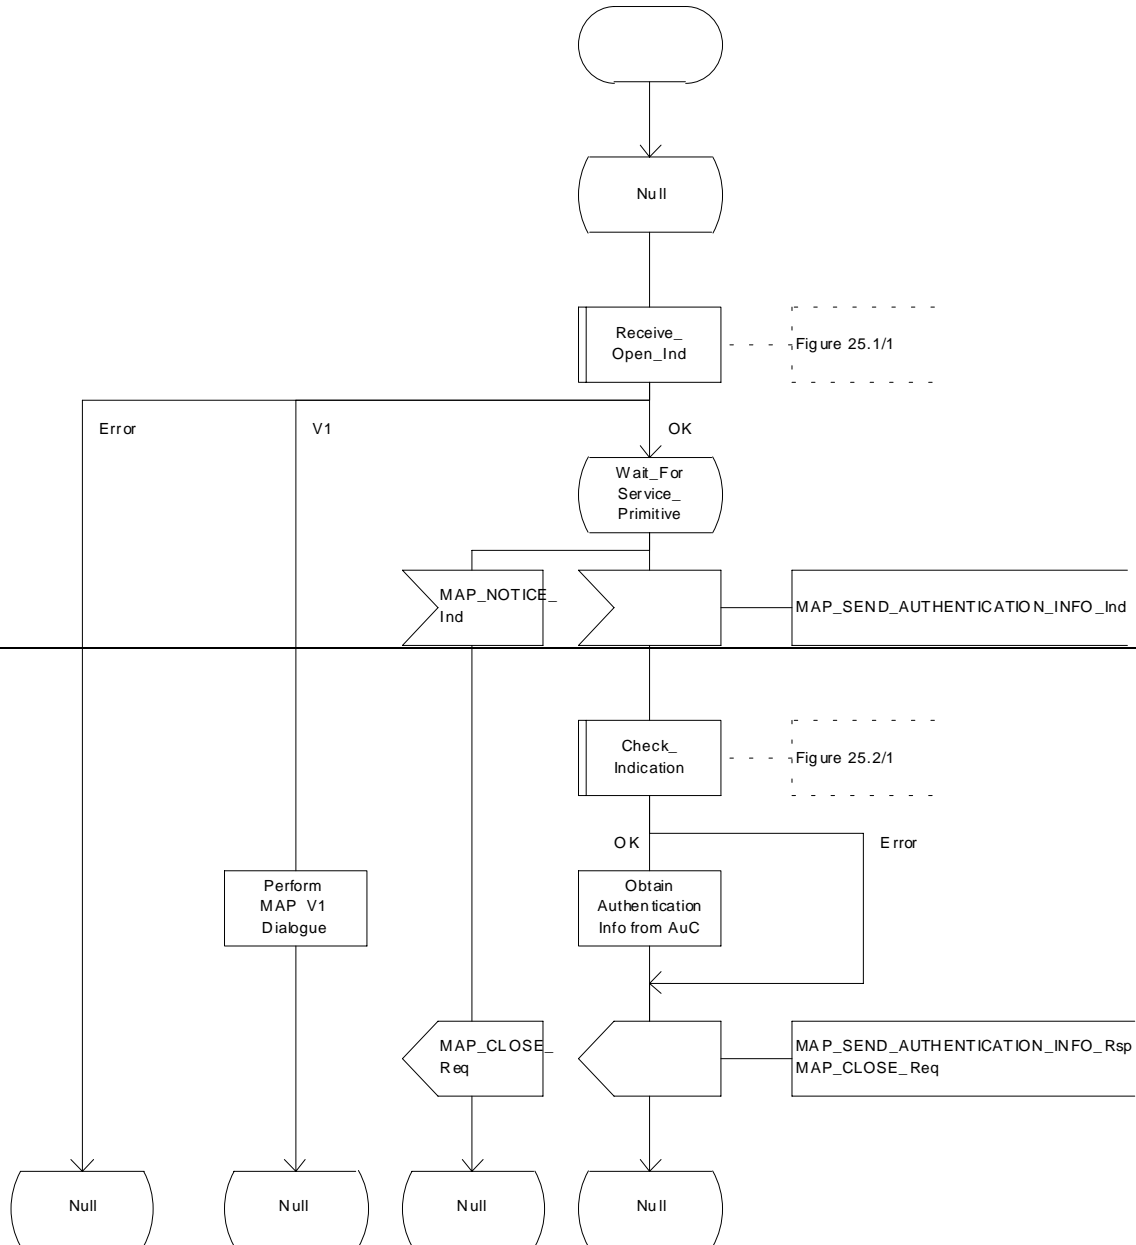 Null
Receive_
Open_Ind
Figure 25.1/1
Error
V1
OK
Wait_For
Service_
Primitive
MAP_NOTICE_
Ind
MAP_SEND_AUTHENTICATION_INFO_Ind
Check_
Indication
Figure 25.2/1
OK
Error
Perform
MAP V1
Dialogue
Obtain
Authentication
Info from AuC
MAP_CLOSE_
Req
MAP_SEND_AUTHENTICATION_INFO_Rsp
MAP_CLOSE_Req
Null
Null
Null
Null